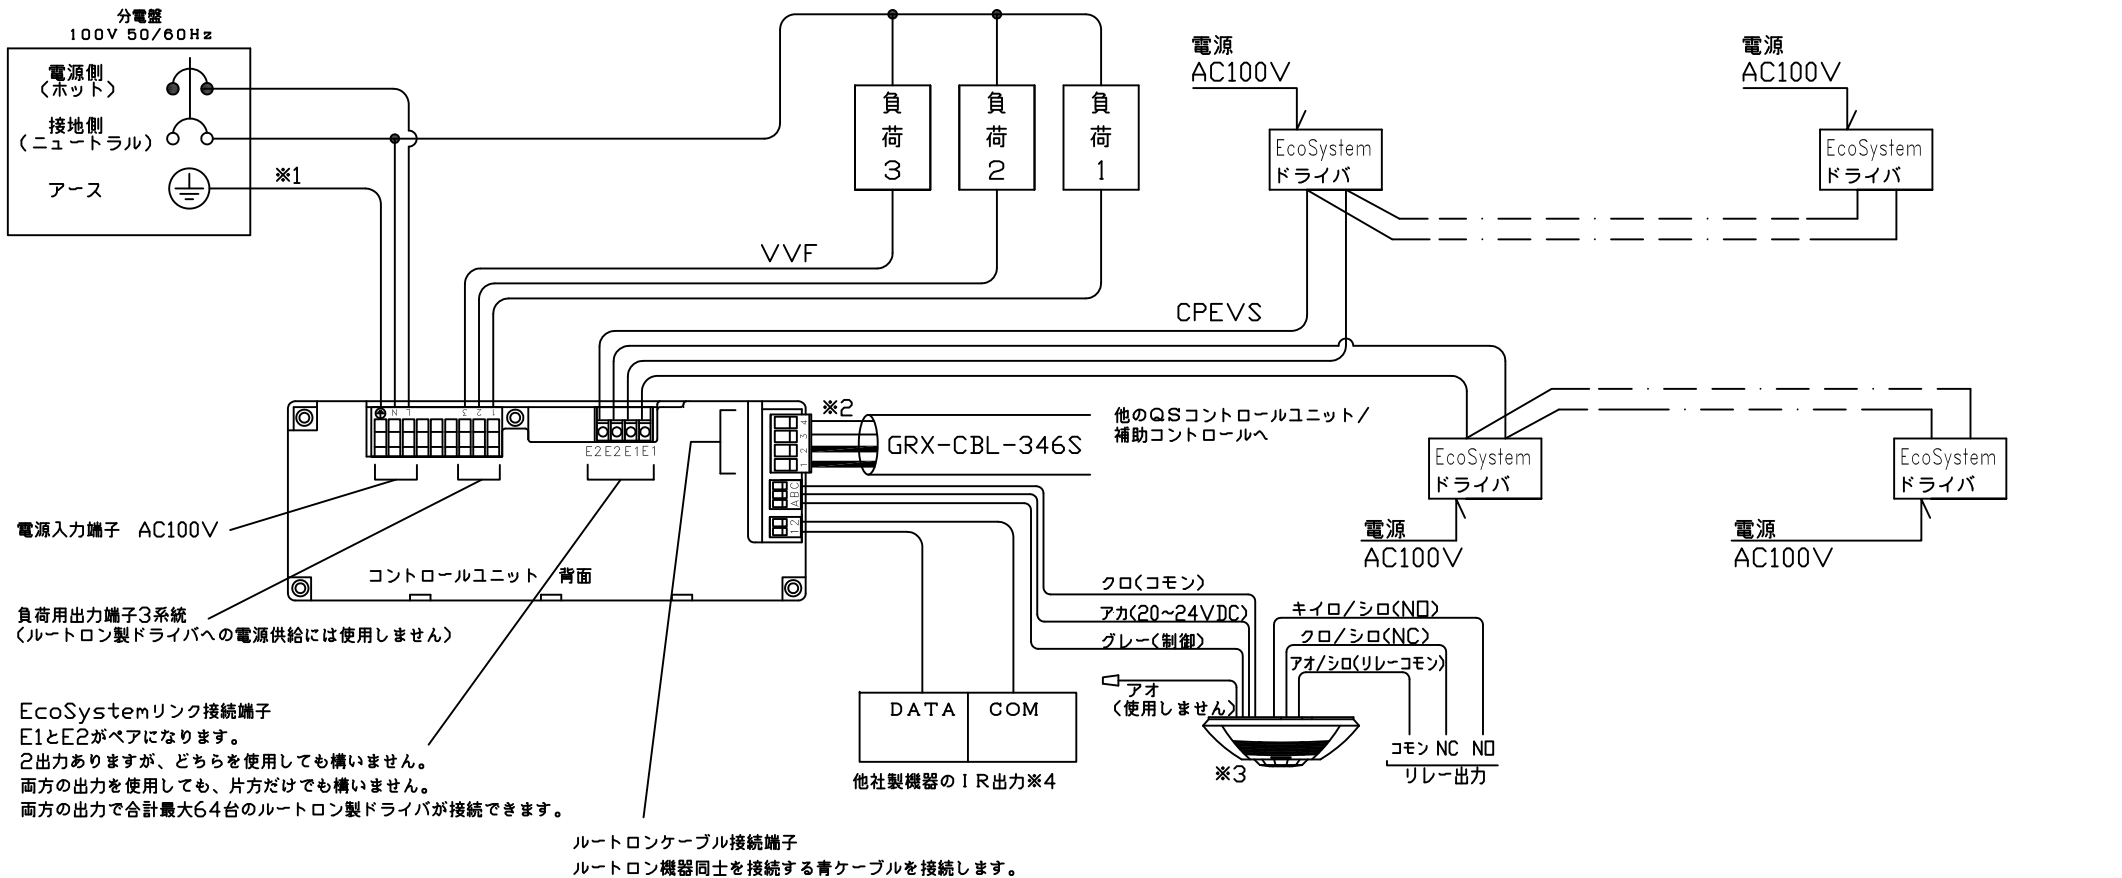 分電盤
100V 50/60Hz
電源側
(ホット)
接地側
(ニュートラル)
アース
※1
負荷3
負荷2
負荷1
VVF
CPEVS
電源
AC100V
EcoSystem
ドライバ
電源
AC100V
EcoSystem
ドライバ
N L
3 2 1
E2 E2 E1 E1
4
3
2
1
ABC
12
※2
GRX-CBL-346S
他のQSコントロールユニット/
補助コントロールへ
EcoSystem
ドライバ
電源
AC100V
EcoSystem
ドライバ
電源
AC100V
電源入力端子 AC100V
コントロールユニット 背面
負荷用出力端子3系統
(ルートロン製ドライバへの電源供給には使用しません)
EcoSystemリンク接続端子
E1とE2がペアになります。
2出力ありますが、どちらを使用しても構いません。
両方の出力を使用しても、片方だけでも構いません。
両方の出力で合計最大64台のルートロン製ドライバが接続できます。
ルートロンケーブル接続端子
ルートロン機器同士を接続する青ケーブルを接続します。
DATA COM
他社製機器のIR出力※4
クロ(コモン)
アカ(20~24VDC)
グレー(制御)
アオ
(使用しません)
キイロ/シロ(NO)
クロ/シロ(NC)
アオ/シロ(リレーコモン)
※3
コモン NC NO
リレー出力